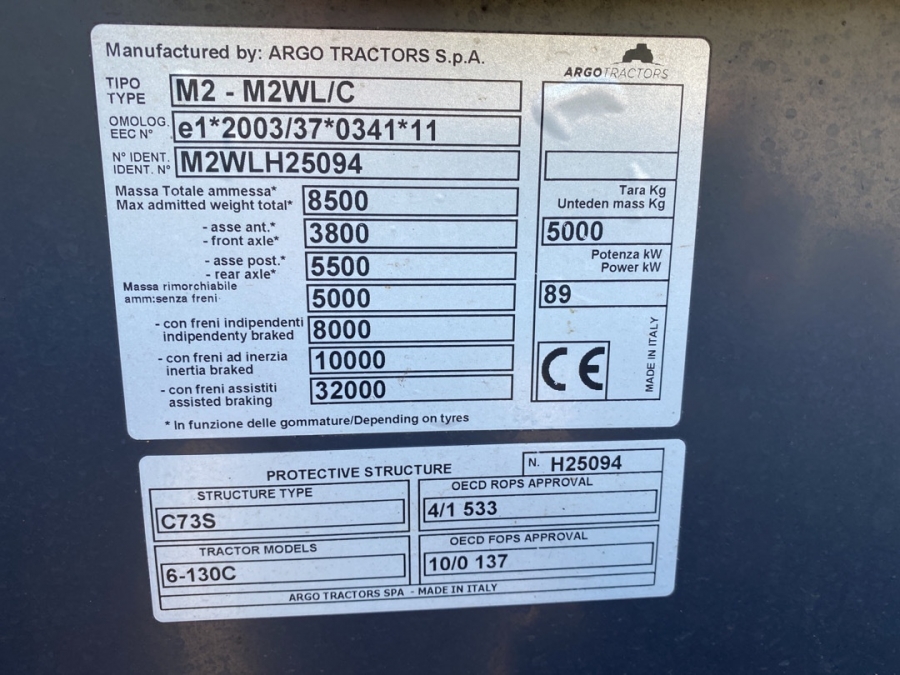 Manufactured by: ARGO TRACTORS S.p.A.
ARGOTRACTORS
TIPO
TYPE
M2 - M2WL/C
OMOLOG.
EEC N°
e1*2003/37*0341*11
N° IDENT.
IDENT. N°
M2WLH25094
Massa Totale ammessa*
Max admitted weight total*
8500
- asse ant.*
- front axle*
3800
- asse post.*
- rear axle*
5500
Massa rimorchiabile
amm:senza freni
5000
- con freni indipendenti
indipendenty braked
8000
- con freni ad inerzia
inertia braked
10000
- con freni assistiti
assisted braking
32000
* In funzione delle gommature/Depending on tyres
Tara Kg
Unteden mass Kg
5000
Potenza kW
Power kW
89
CE
MADE IN ITALY
PROTECTIVE STRUCTURE
N. H25094
STRUCTURE TYPE
C73S
OECD ROPS APPROVAL
4/1 533
TRACTOR MODELS
6-130C
OECD FOPS APPROVAL
10/0 137
ARGO TRACTORS SPA - MADE IN ITALY